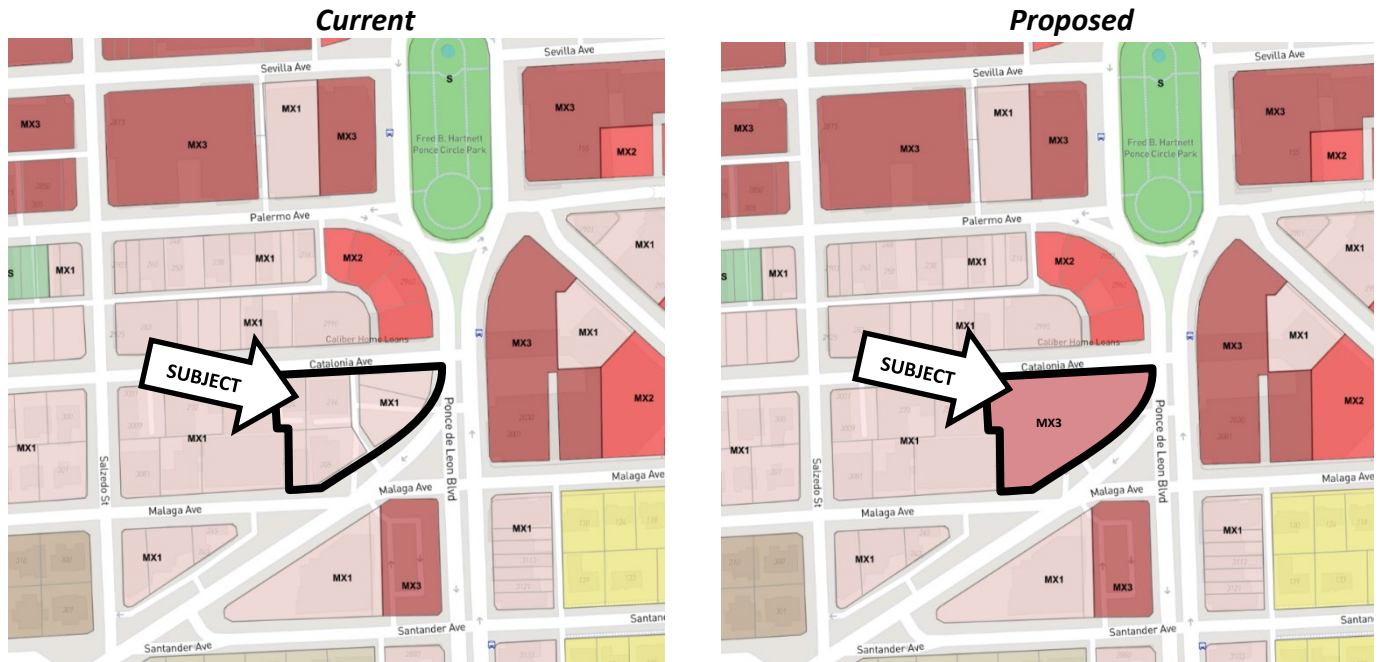 Current
Sevilla Ave
S
MX1
MX3
MX3
MX3
MX3
Fred B. Hartnett
Ponce Circle Park
MX2
Palermo Ave
S
MX1
MX1
MX2
MX1
MX1
MX1
MX3
Caliber Home Loans
Catalonia Ave
SUBJECT
MX1
MX2
MX1
MX1
Salzedo St
Ponce de Leon Blvd
Malaga Ave
Malaga Ave
Malaga Ave
MX1
MX1
MX1
MX3
Santander Ave
Santander Ave
Proposed
Sevilla Ave
Sevilla Ave
Sevilla Ave
S
MX1
MX3
MX3
MX3
MX3
Fred B. Hartnett
Ponce Circle Park
MX2
Palermo Ave
S
MX1
MX1
MX2
MX1
MX1
MX1
MX3
Caliber Home Loans
Catalonia Ave
SUBJECT
MX3
MX2
MX1
MX1
Salzedo St
Ponce de Leon Blvd
Malaga Ave
Malaga Ave
Malaga Ave
MX1
MX1
MX1
MX3
Santander Ave
Santander Ave